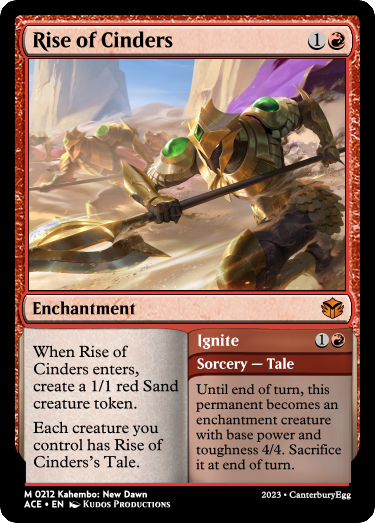 Rise of Cinders 1
Enchantment
When Rise of
Cinders enters,
create a 1/1 red Sand
creature token.
Each creature you
control has Rise of
Cinders's Tale.
Ignite 1
Sorcery — Tale
Until end of turn, this
permanent becomes an
enchantment creature
with base power and
toughness 4/4. Sacrifice
it at end of turn.
M 0212 Kahembo: New Dawn
ACE • EN Kudos Productions
2023 • CanterburyEgg